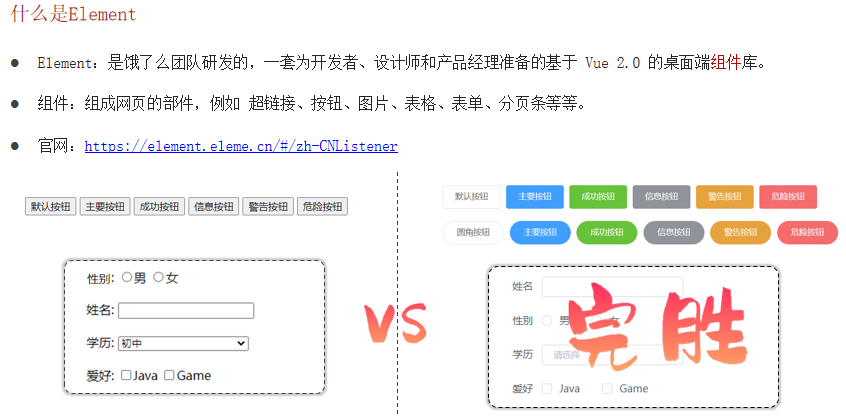 什么是Element
● Element：是饿了么团队研发的，一套为开发者、设计师和产品经理准备的基于 Vue 2.0 的桌面端组件库。
● 组件：组成网页的部件，例如 超链接、按钮、图片、表格、表单、分页条等等。
● 官网：https://element.eleme.cn/#/zh-CNListener
默认按钮 主要按钮 成功按钮 信息按钮 警告按钮 危险按钮
性别: 男 女
姓名:
学历: 初中
爱好: Java Game
VS
默认按钮 主要按钮 成功按钮 信息按钮 警告按钮 危险按钮
圆角按钮 主要按钮 成功按钮 信息按钮 警告按钮 危险按钮
姓名
性别 男 女
学历 请选择
爱好 Java Game
完胜